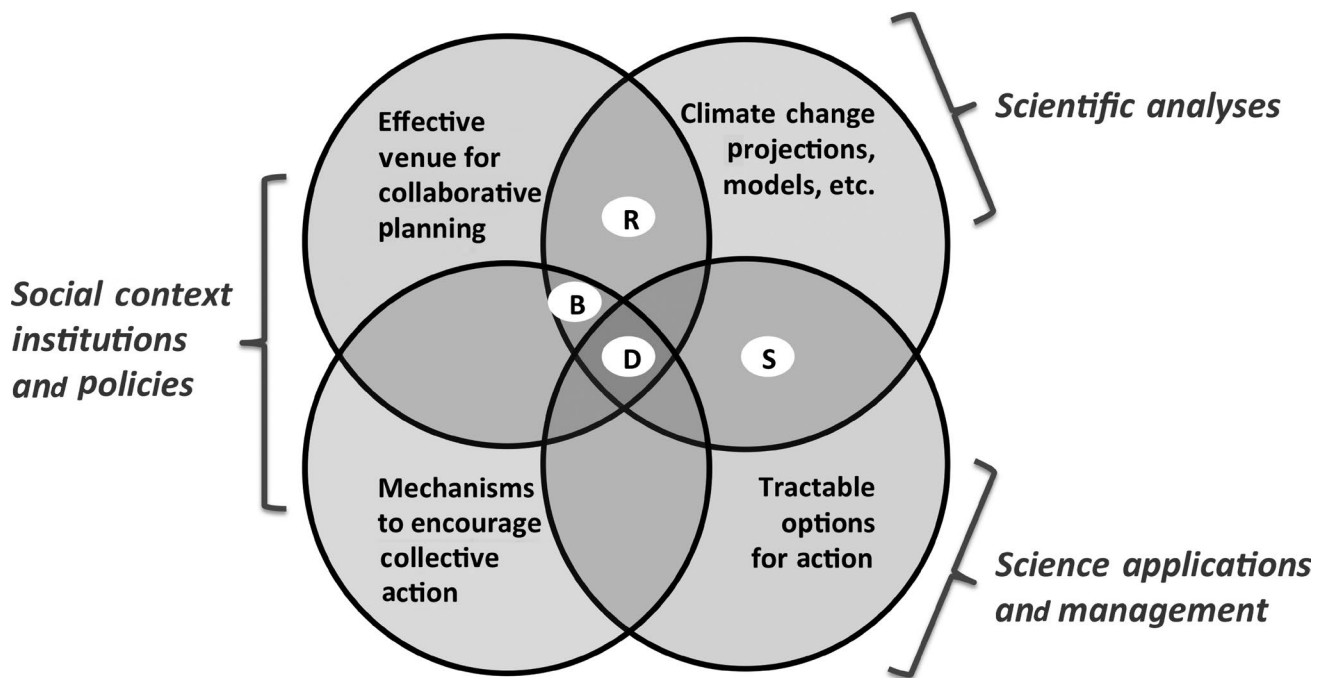 Effective
venue for
collaborative
planning
Climate change
projections,
models, etc.
Scientific analyses
R
Social context
institutions
and policies
B
D
S
Mechanisms
to encourage
collective
action
Tractable
options
for action
Science applications
and management